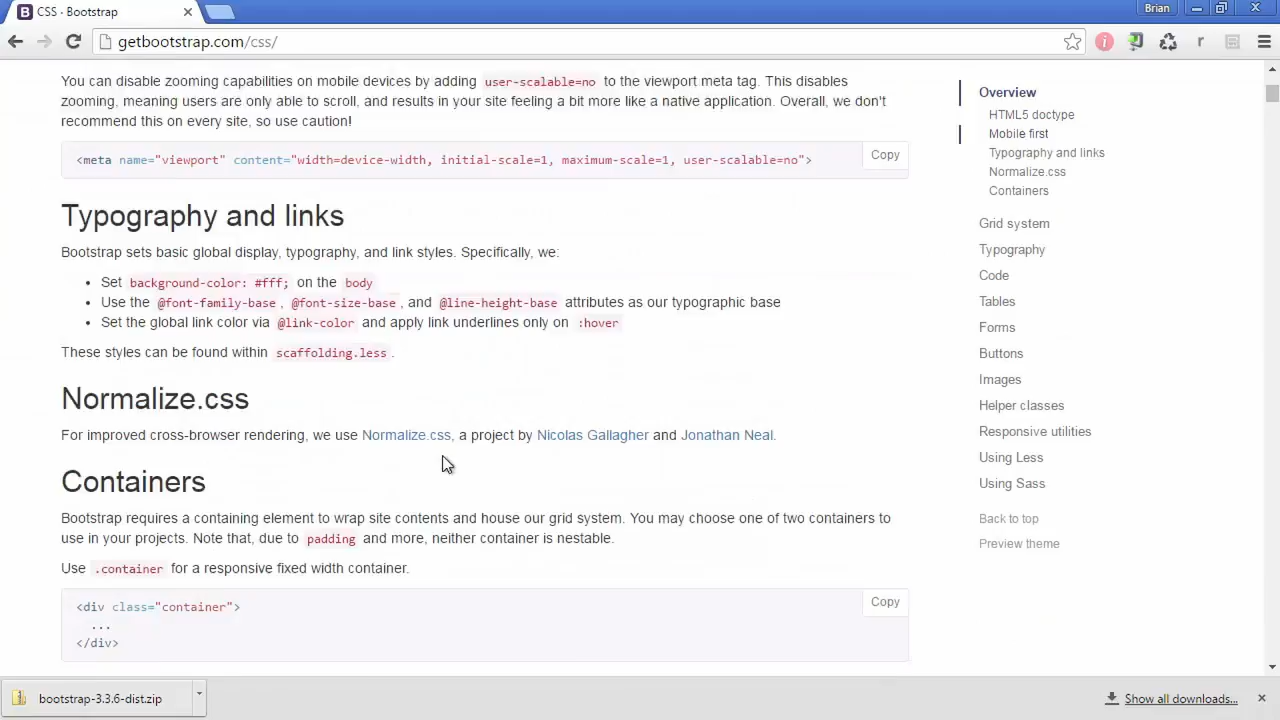 CSS · Bootstrap
Brian
getbootstrap.com/css/
You can disable zooming capabilities on mobile devices by adding user-scalable=no to the viewport meta tag. This disables
zooming, meaning users are only able to scroll, and results in your site feeling a bit more like a native application. Overall, we don't
recommend this on every site, so use caution!
<meta name="viewport" content="width=device-width, initial-scale=1, maximum-scale=1, user-scalable=no">
Copy
Typography and links
Bootstrap sets basic global display, typography, and link styles. Specifically, we:
• Set background-color: #fff; on the body
• Use the @font-family-base, @font-size-base, and @line-height-base attributes as our typographic base
• Set the global link color via @link-color and apply link underlines only on :hover
These styles can be found within scaffolding.less.
Normalize.css
For improved cross-browser rendering, we use Normalize.css, a project by Nicolas Gallagher and Jonathan Neal.
Containers
Bootstrap requires a containing element to wrap site contents and house our grid system. You may choose one of two containers to
use in your projects. Note that, due to padding and more, neither container is nestable.
Use .container for a responsive fixed width container.
<div class="container">
...
</div>
Copy
Overview
HTML5 doctype
Mobile first
Typography and links
Normalize.css
Containers
Grid system
Typography
Code
Tables
Forms
Buttons
Images
Helper classes
Responsive utilities
Using Less
Using Sass
Back to top
Preview theme
bootstrap-3.3.6-dist.zip
Show all downloads...